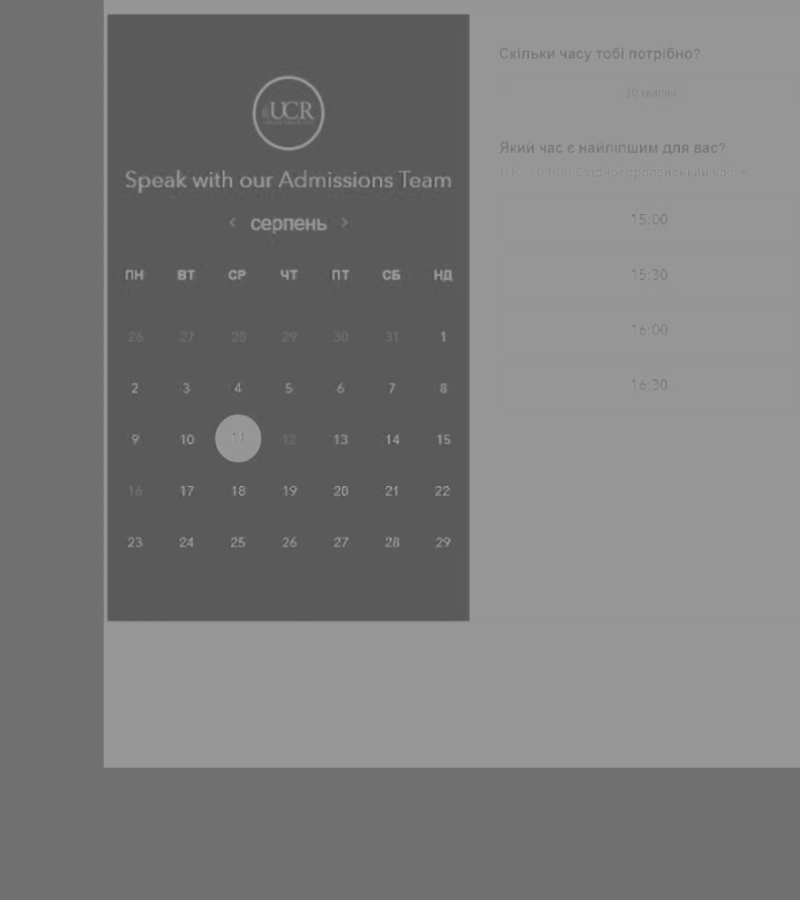 UCR
Speak with our Admissions Team
< серпень >
ПН ВТ СР ЧТ ПТ СБ НД
26 27 28 29 30 31 1
2 3 4 5 6 7 8
9 10 11 12 13 14 15
16 17 18 19 20 21 22
23 24 25 26 27 28 29
Скільки часу тобі потрібно?
30 хвилин
Який час є найліпшим для вас?
Східноєвропейський час
15:00
15:30
16:00
16:30